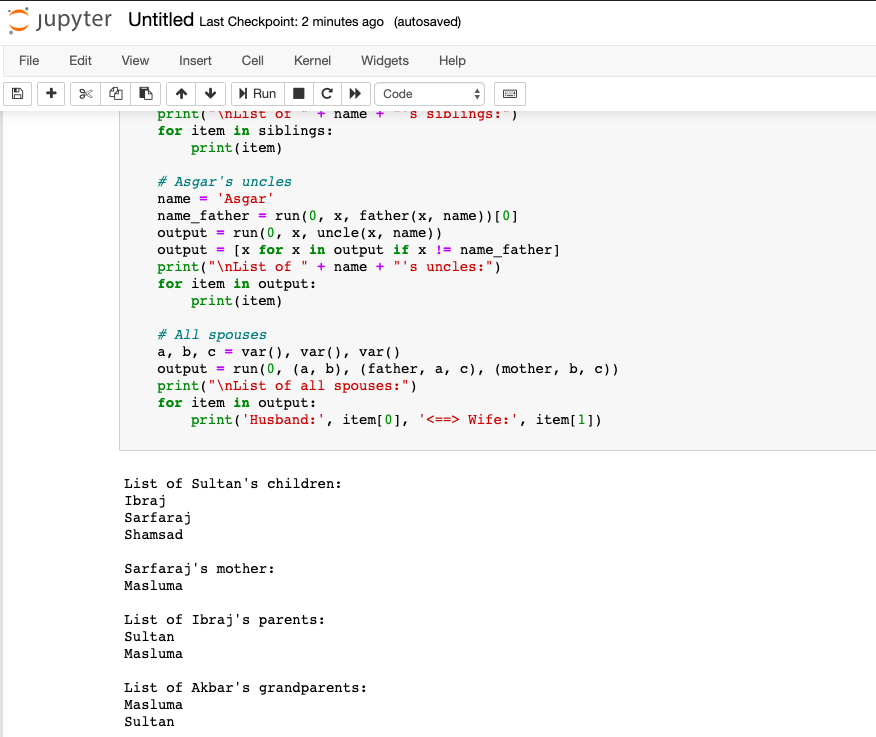 jupyter Untitled Last Checkpoint: 2 minutes ago (autosaved)
File Edit View Insert Cell Kernel Widgets Help
Run Code
print("\nList of " + name + "'s siblings:")
for item in siblings:
    print(item)
# Asgar's uncles
name = 'Asgar'
name_father = run(0, x, father(x, name))[0]
output = run(0, x, uncle(x, name))
output = [x for x in output if x != name_father]
print("\nList of " + name + "'s uncles:")
for item in output:
    print(item)
# All spouses
a, b, c = var(), var(), var()
output = run(0, (a, b), (father, a, c), (mother, b, c))
print("\nList of all spouses:")
for item in output:
    print('Husband:', item[0], '<==> Wife:', item[1])
List of Sultan's children:
Ibraj
Sarfaraj
Shamsad
Sarfaraj's mother:
Masluma
List of Ibraj's parents:
Sultan
Masluma
List of Akbar's grandparents:
Masluma
Sultan